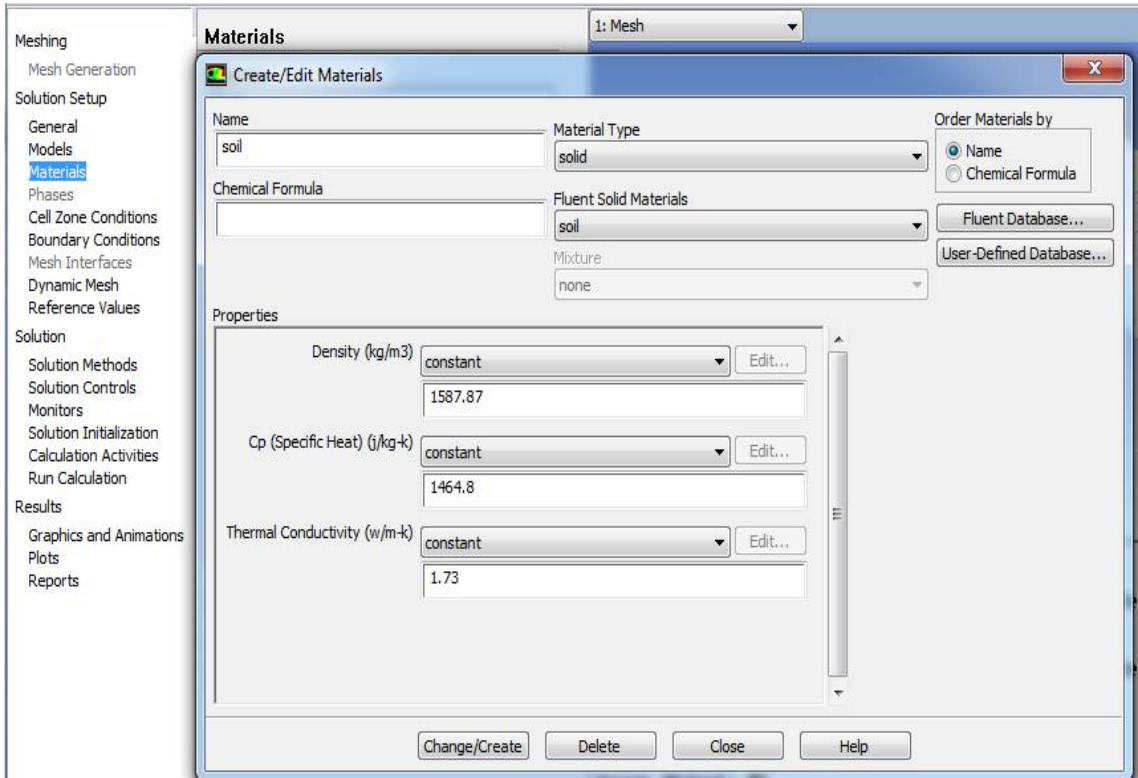 Meshing
Mesh Generation
Solution Setup
General
Models
Materials
Phases
Cell Zone Conditions
Boundary Conditions
Mesh Interfaces
Dynamic Mesh
Reference Values
Solution
Solution Methods
Solution Controls
Monitors
Solution Initialization
Calculation Activities
Run Calculation
Results
Graphics and Animations
Plots
Reports
Materials
1: Mesh
Create/Edit Materials
Name
soil
Chemical Formula
Material Type
solid
Fluent Solid Materials
soil
Mixture
none
Order Materials by
Name
Chemical Formula
Fluent Database...
User-Defined Database...
Properties
Density (kg/m3)
constant
Edit...
1587.87
Cp (Specific Heat) (j/kg-k)
constant
Edit...
1464.8
Thermal Conductivity (w/m-k)
constant
Edit...
1.73
Change/Create
Delete
Close
Help